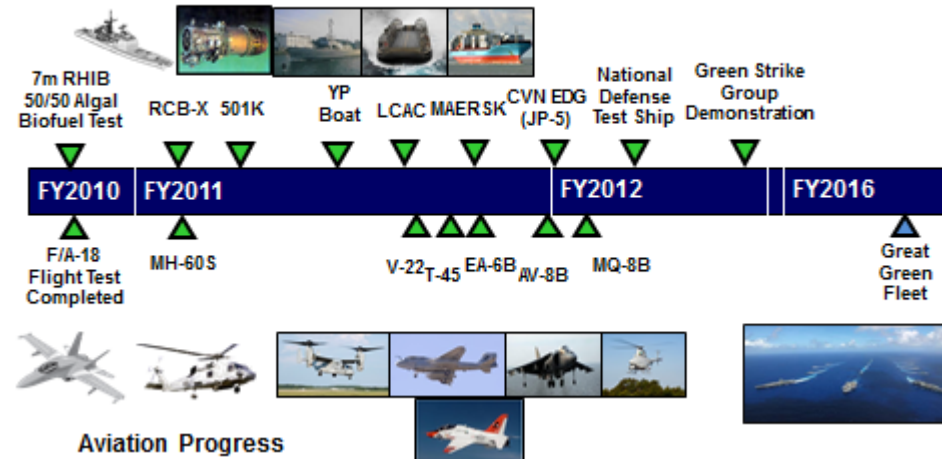 7m RHIB
50/50 Algal
Biofuel Test
RCB-X
501K
YP
Boat
LCAC
MAERSK
CVN EDG
(JP-5)
National
Defense
Test Ship
Green Strike
Group
Demonstration
FY2010
FY2011
FY2012
FY2016
F/A-18
Flight Test
Completed
MH-60S
V-22
T-45
EA-6B
AV-8B
MQ-8B
Great
Green
Fleet
Aviation Progress